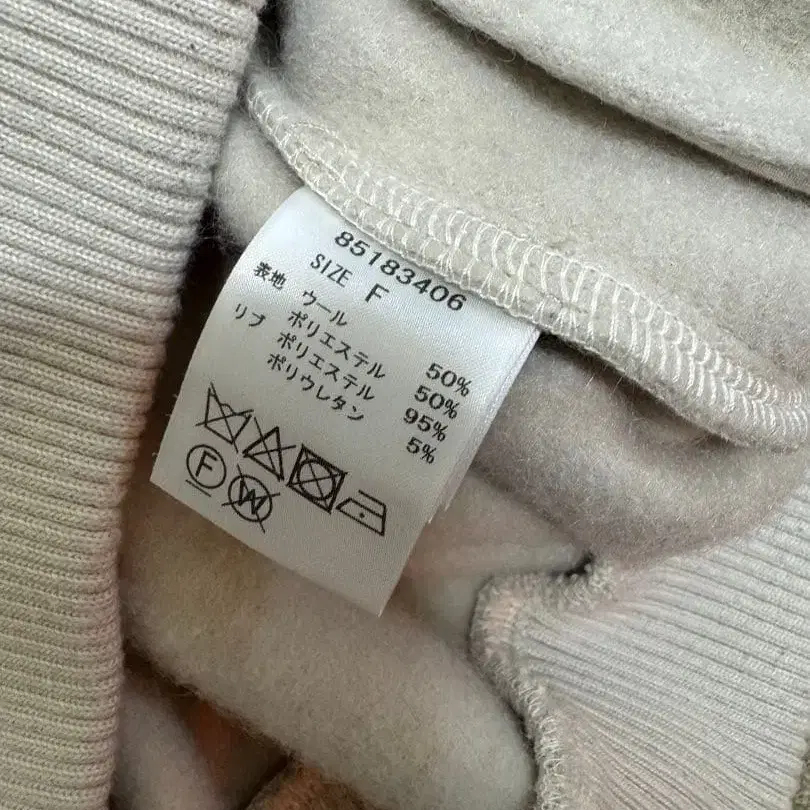 85183406
SIZE F
表地 ウール 50%
ポリエステル 50%
リブ ポリエステル 95%
ポリウレタン 5%
F W